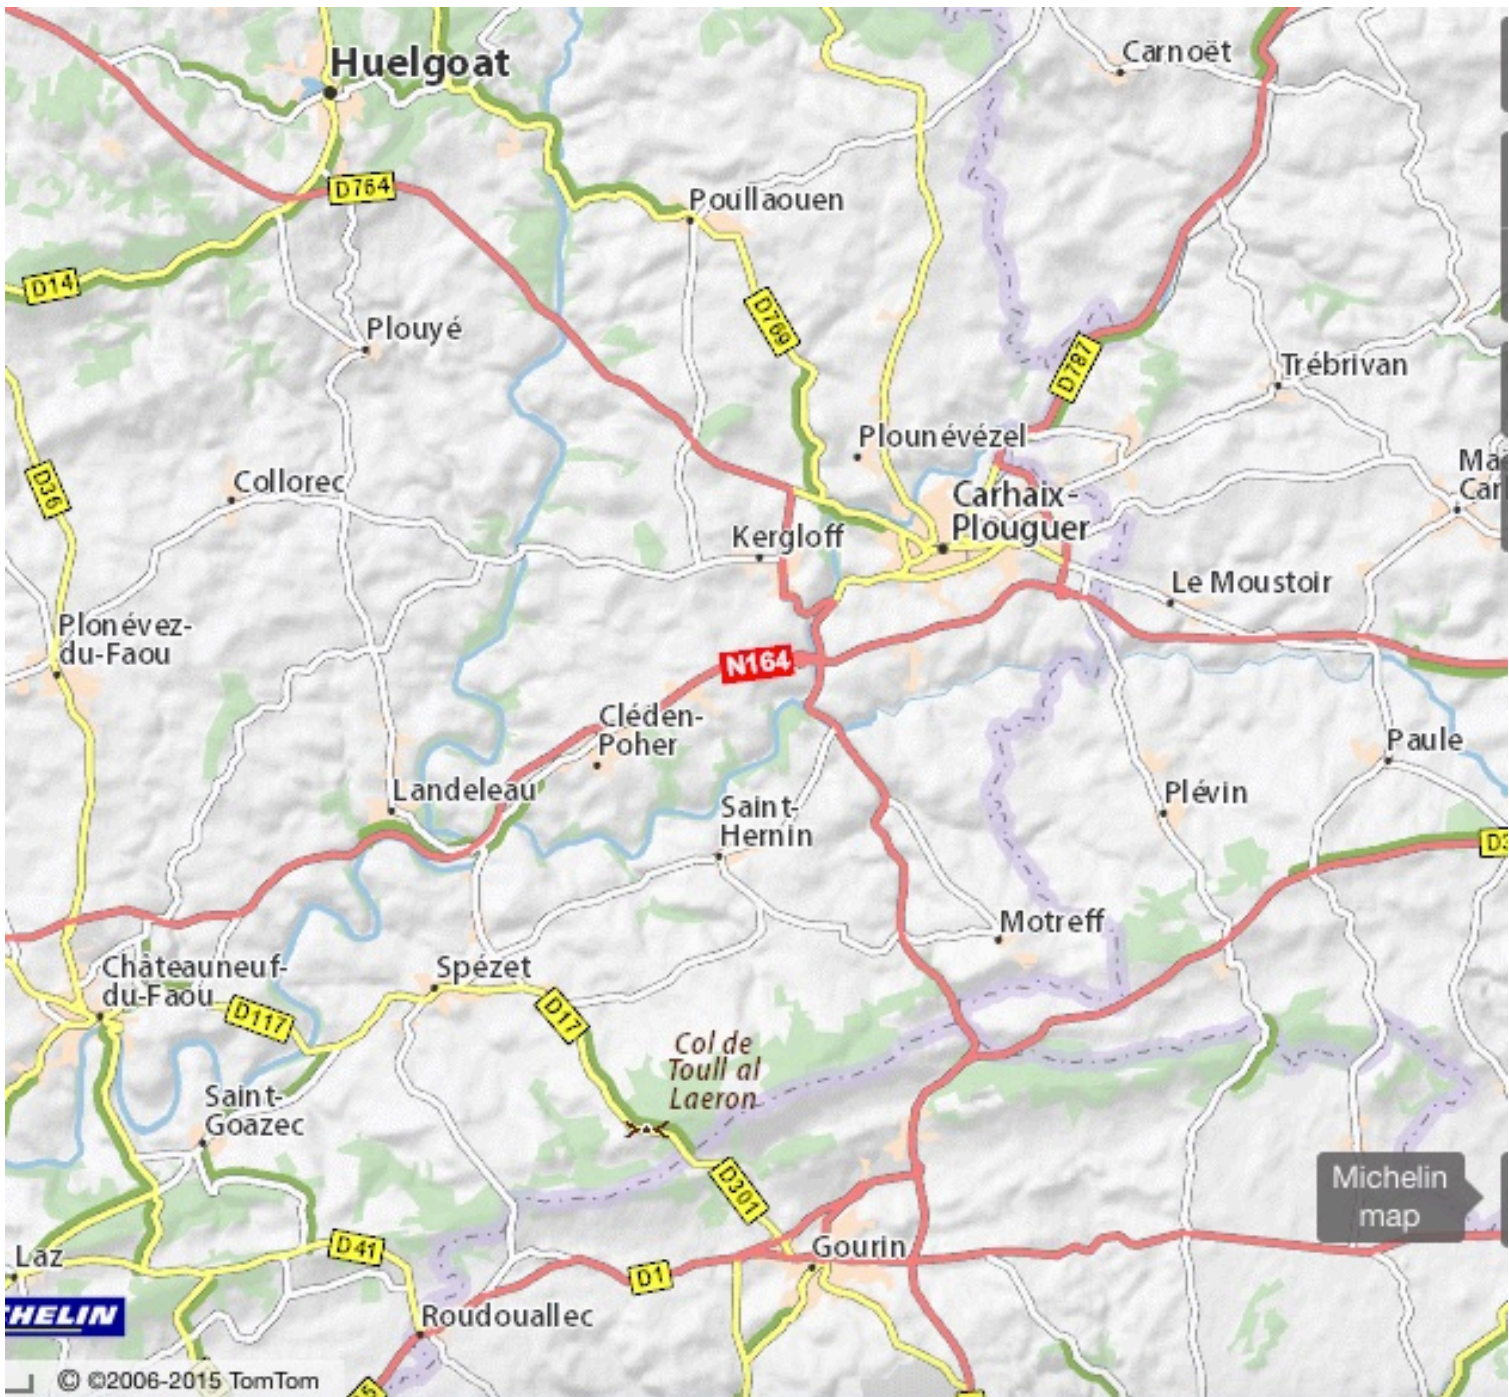 Carnoët
Huelgoat
D764
Poullaouen
D14
D769
Plouyé
D787
Trébrivan
Plounévézel
D36
Collorec
Carhaix-
Plouguer
Kergloff
Le Moustoir
Plonévez-
du-Faou
N164
Cléden-
Poher
Paule
Landeleau
Plévin
Saint-
Hernin
Motreff
Châteauneuf-
du-Faou
Spézet
D117
D17
Col de
Toull al
Laeron
Saint-
Goazec
D301
Michelin
map
Laz
D41
Gourin
D1
CHELIN
Roudouallec
© ©2006-2015 TomTom